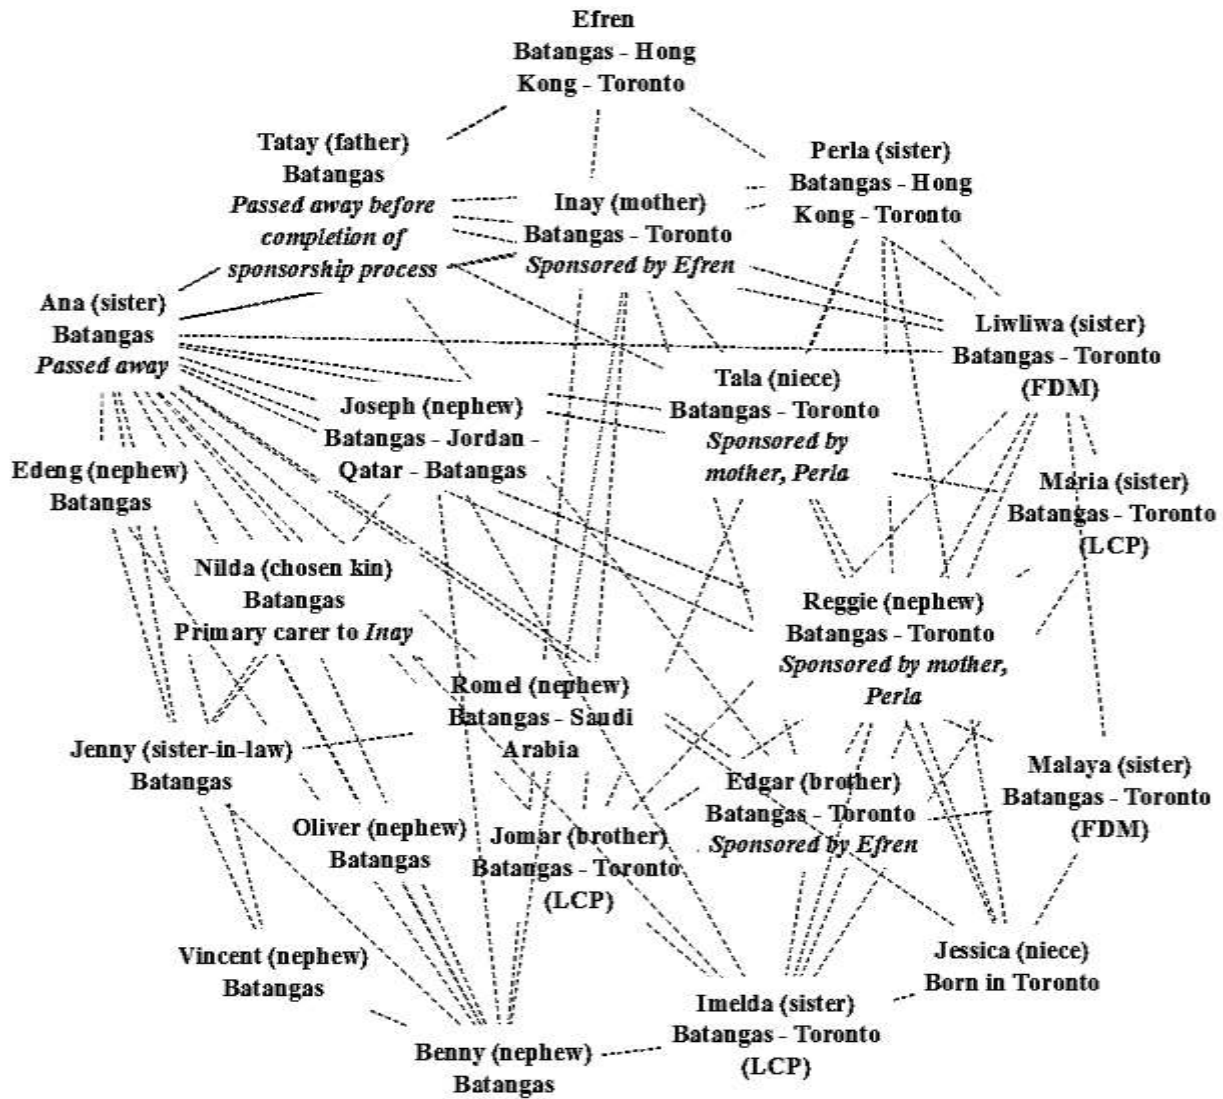 Efren
Batangas - Hong
Kong - Toronto
Tatay (father)
Batangas
Passed away before
completion of
sponsorship process
Inay (mother)
Batangas - Toronto
Sponsored by Efren
Perla (sister)
Batangas - Hong
Kong - Toronto
Ana (sister)
Batangas
Passed away
Liwliwa (sister)
Batangas - Toronto
(FDM)
Joseph (nephew)
Batangas - Jordan -
Qatar - Batangas
Tala (niece)
Batangas - Toronto
Sponsored by
mother, Perla
Edeng (nephew)
Batangas
Maria (sister)
Batangas - Toronto
(LCP)
Nilda (chosen kin)
Batangas
Primary carer to Inay
Reggie (nephew)
Batangas - Toronto
Sponsored by mother,
Perla
Romel (nephew)
Batangas - Saudi
Arabia
Jenny (sister-in-law)
Batangas
Edgar (brother)
Batangas - Toronto
Sponsored by Efren
Malaya (sister)
Batangas - Toronto
(FDM)
Oliver (nephew)
Batangas
Jomar (brother)
Batangas - Toronto
(LCP)
Vincent (nephew)
Batangas
Jessica (niece)
Born in Toronto
Imelda (sister)
Batangas - Toronto
(LCP)
Benny (nephew)
Batangas